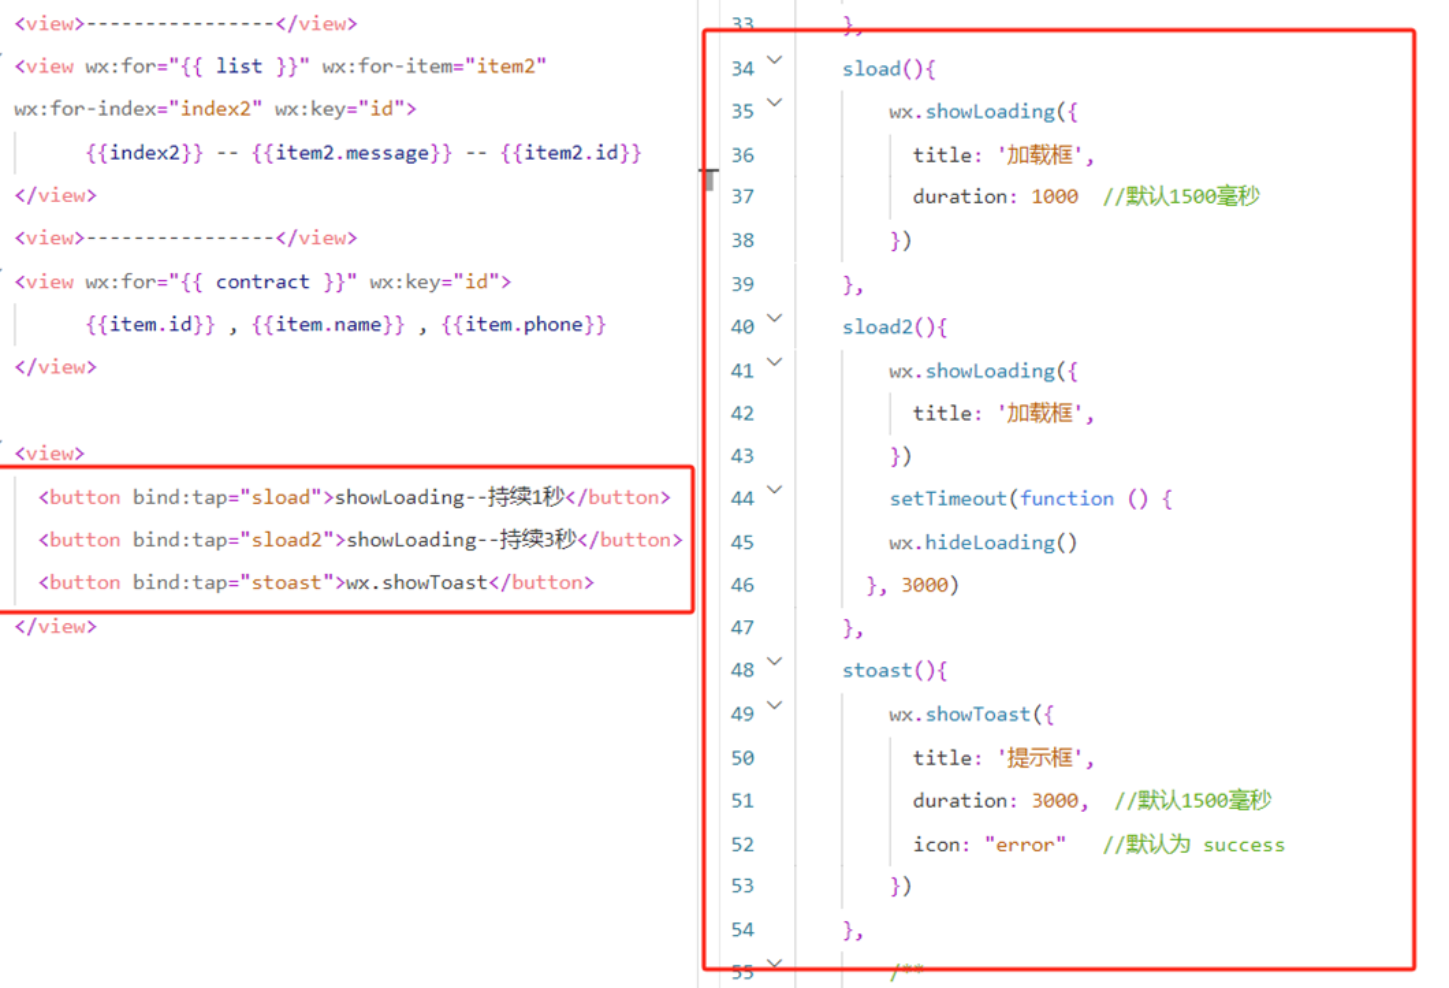 <view>----------------</view>
<view wx:for="{{ list }}" wx:for-item="item2"
wx:for-index="index2" wx:key="id">
{{index2}} -- {{item2.message}} -- {{item2.id}}
</view>
<view>----------------</view>
<view wx:for="{{ contract }}" wx:key="id">
{{item.id}} , {{item.name}} , {{item.phone}}
</view>
<view>
<button bind:tap="sload">showLoading--持续1秒</button>
<button bind:tap="sload2">showLoading--持续3秒</button>
<button bind:tap="stoast">wx.showToast</button>
</view>
33 },
34 sload(){
35 wx.showLoading({
36 title: '加载框',
37 duration: 1000 //默认1500毫秒
38 })
39 },
40 sload2(){
41 wx.showLoading({
42 title: '加载框',
43 })
44 setTimeout(function () {
45 wx.hideLoading()
46 }, 3000)
47 },
48 stoast(){
49 wx.showToast({
50 title: '提示框',
51 duration: 3000, //默认1500毫秒
52 icon: "error" //默认为 success
53 })
54 },
55 /**